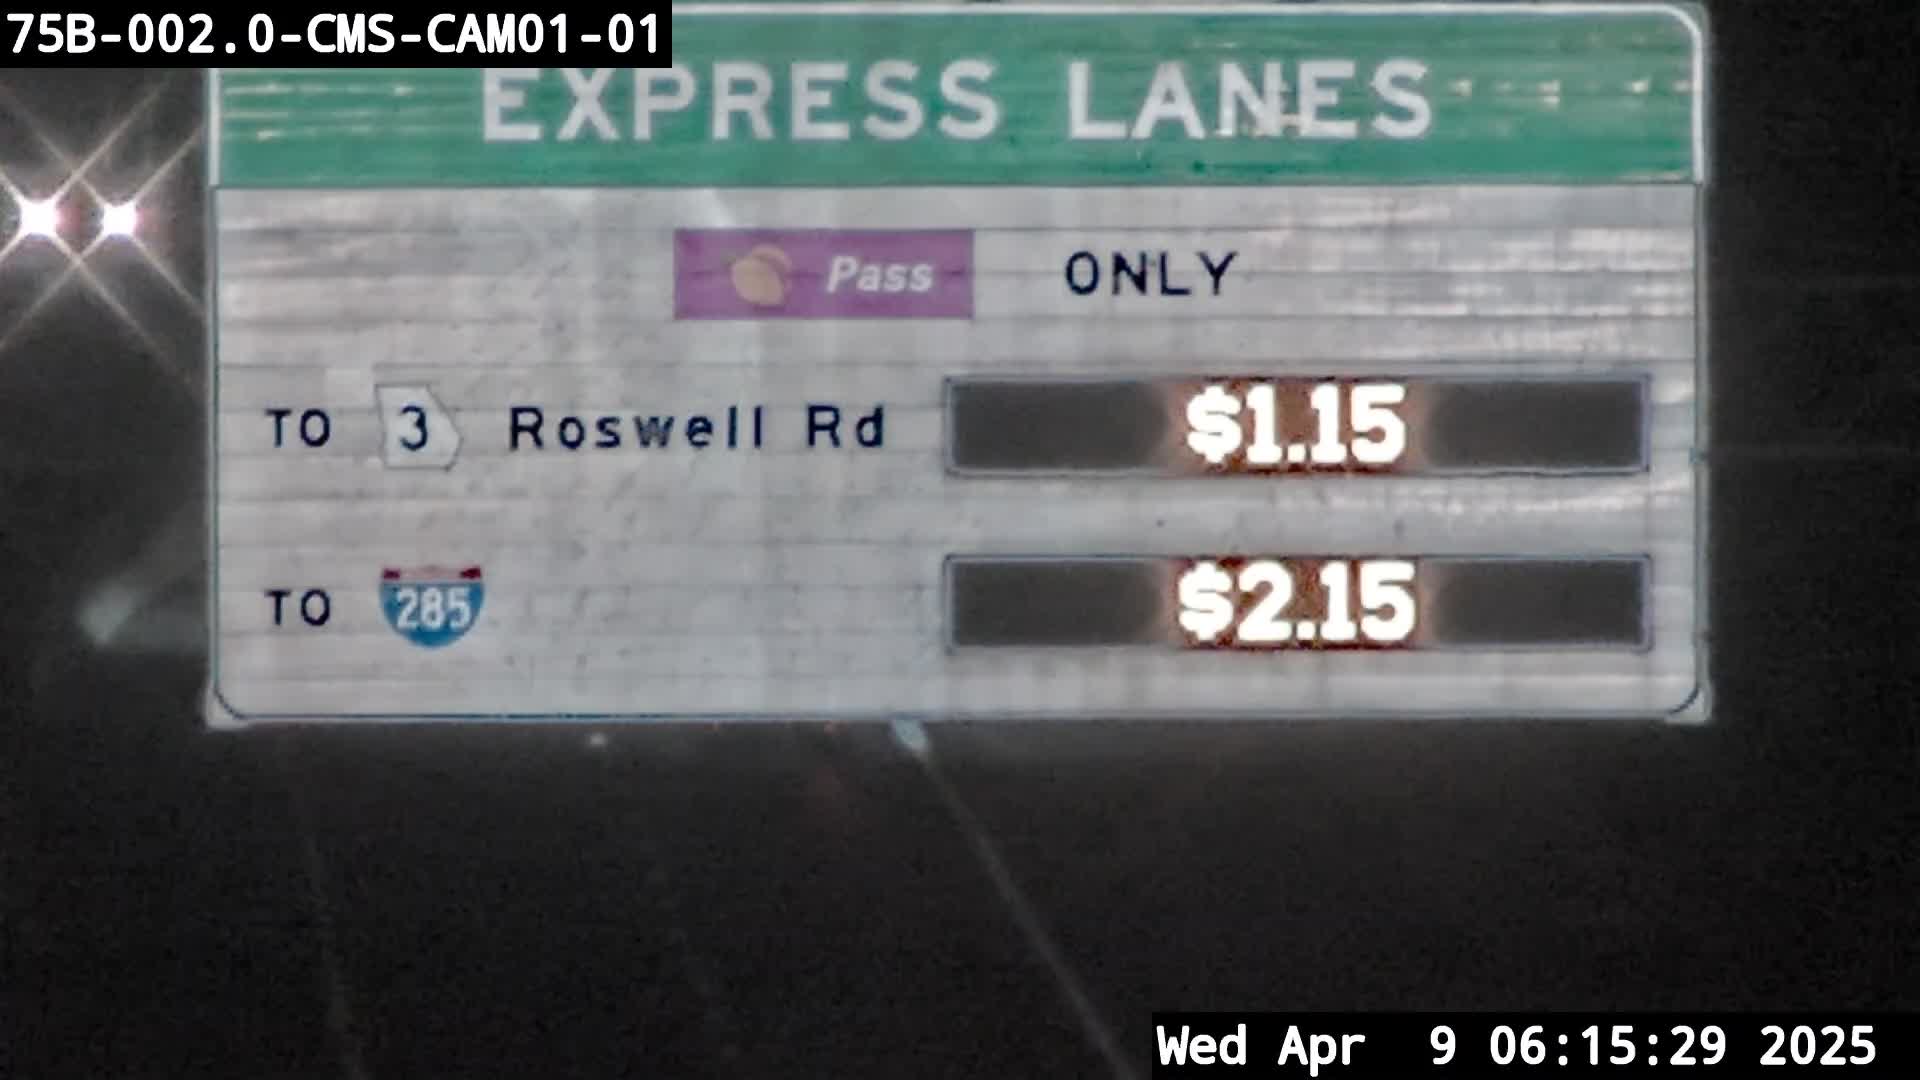 75B-002.0-CMS-CAM01-01
EXPRESS LANES
Pass ONLY
TO 3 Roswell Rd $1.15
TO 285 $2.15
Wed Apr 9 06:15:29 2025